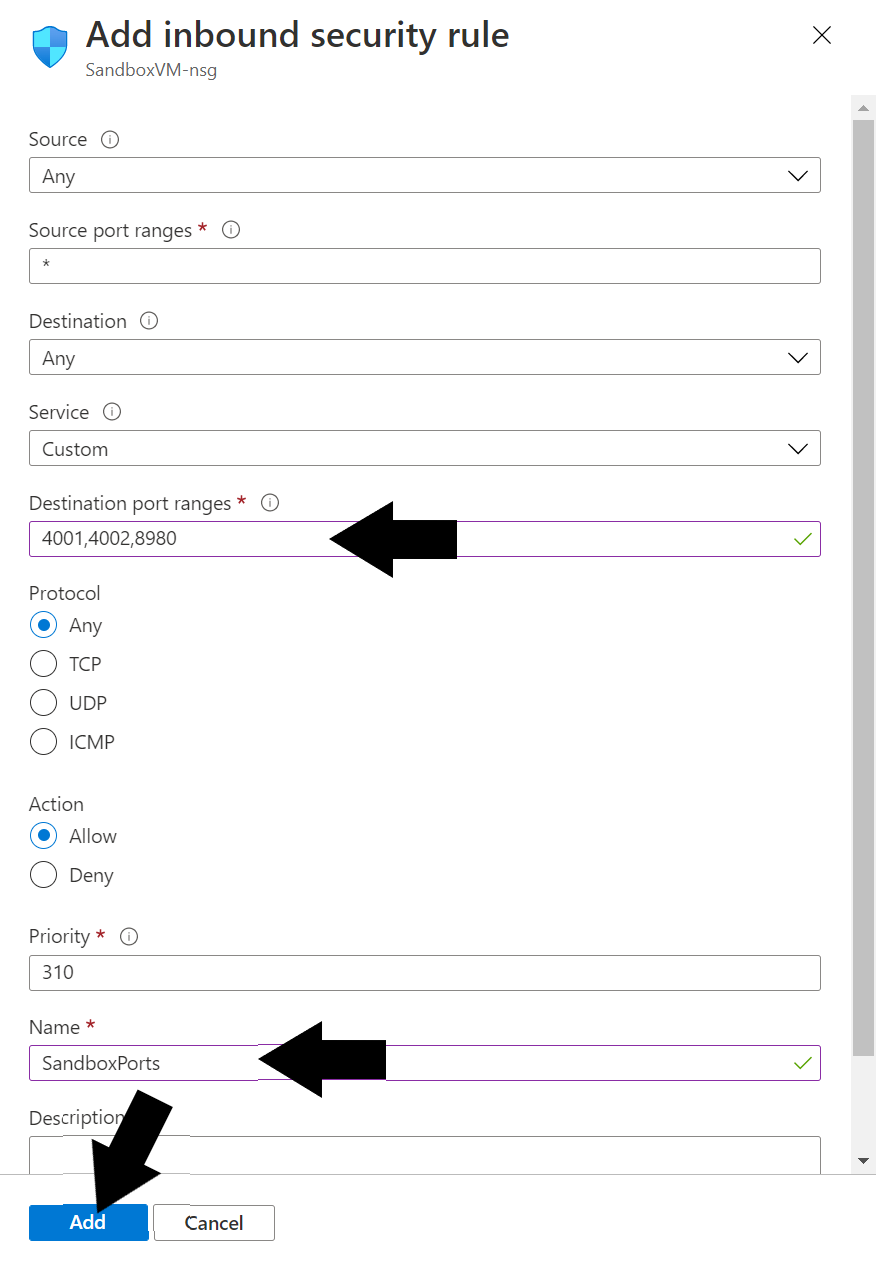 Add inbound security rule
SandboxVM-nsg
Source
Any
Source port ranges *
*
Destination
Any
Service
Custom
Destination port ranges *
4001,4002,8980
Protocol
Any
TCP
UDP
ICMP
Action
Allow
Deny
Priority *
310
Name *
SandboxPorts
Description
Add
Cancel